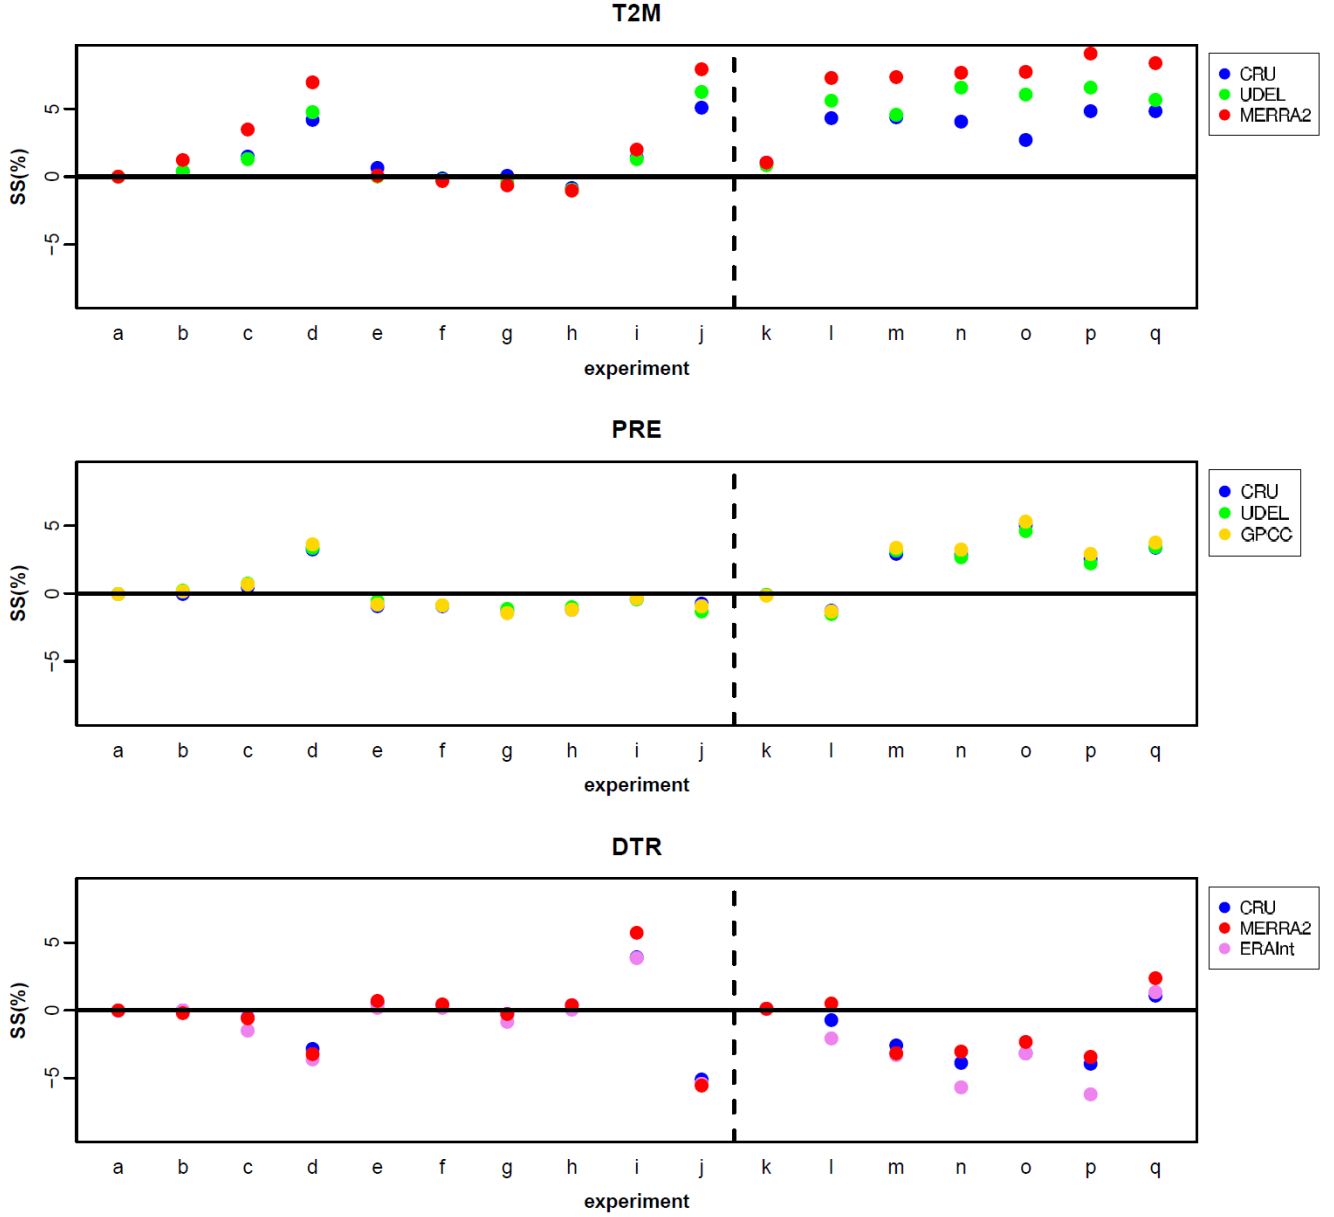 T2M
SS(%)
5
0
−5
a b c d e f g h i j k l m n o p q
experiment
CRU
UDEL
MERRA2
PRE
SS(%)
5
0
−5
a b c d e f g h i j k l m n o p q
experiment
CRU
UDEL
GPCC
DTR
SS(%)
5
0
−5
a b c d e f g h i j k l m n o p q
experiment
CRU
MERRA2
ERAInt